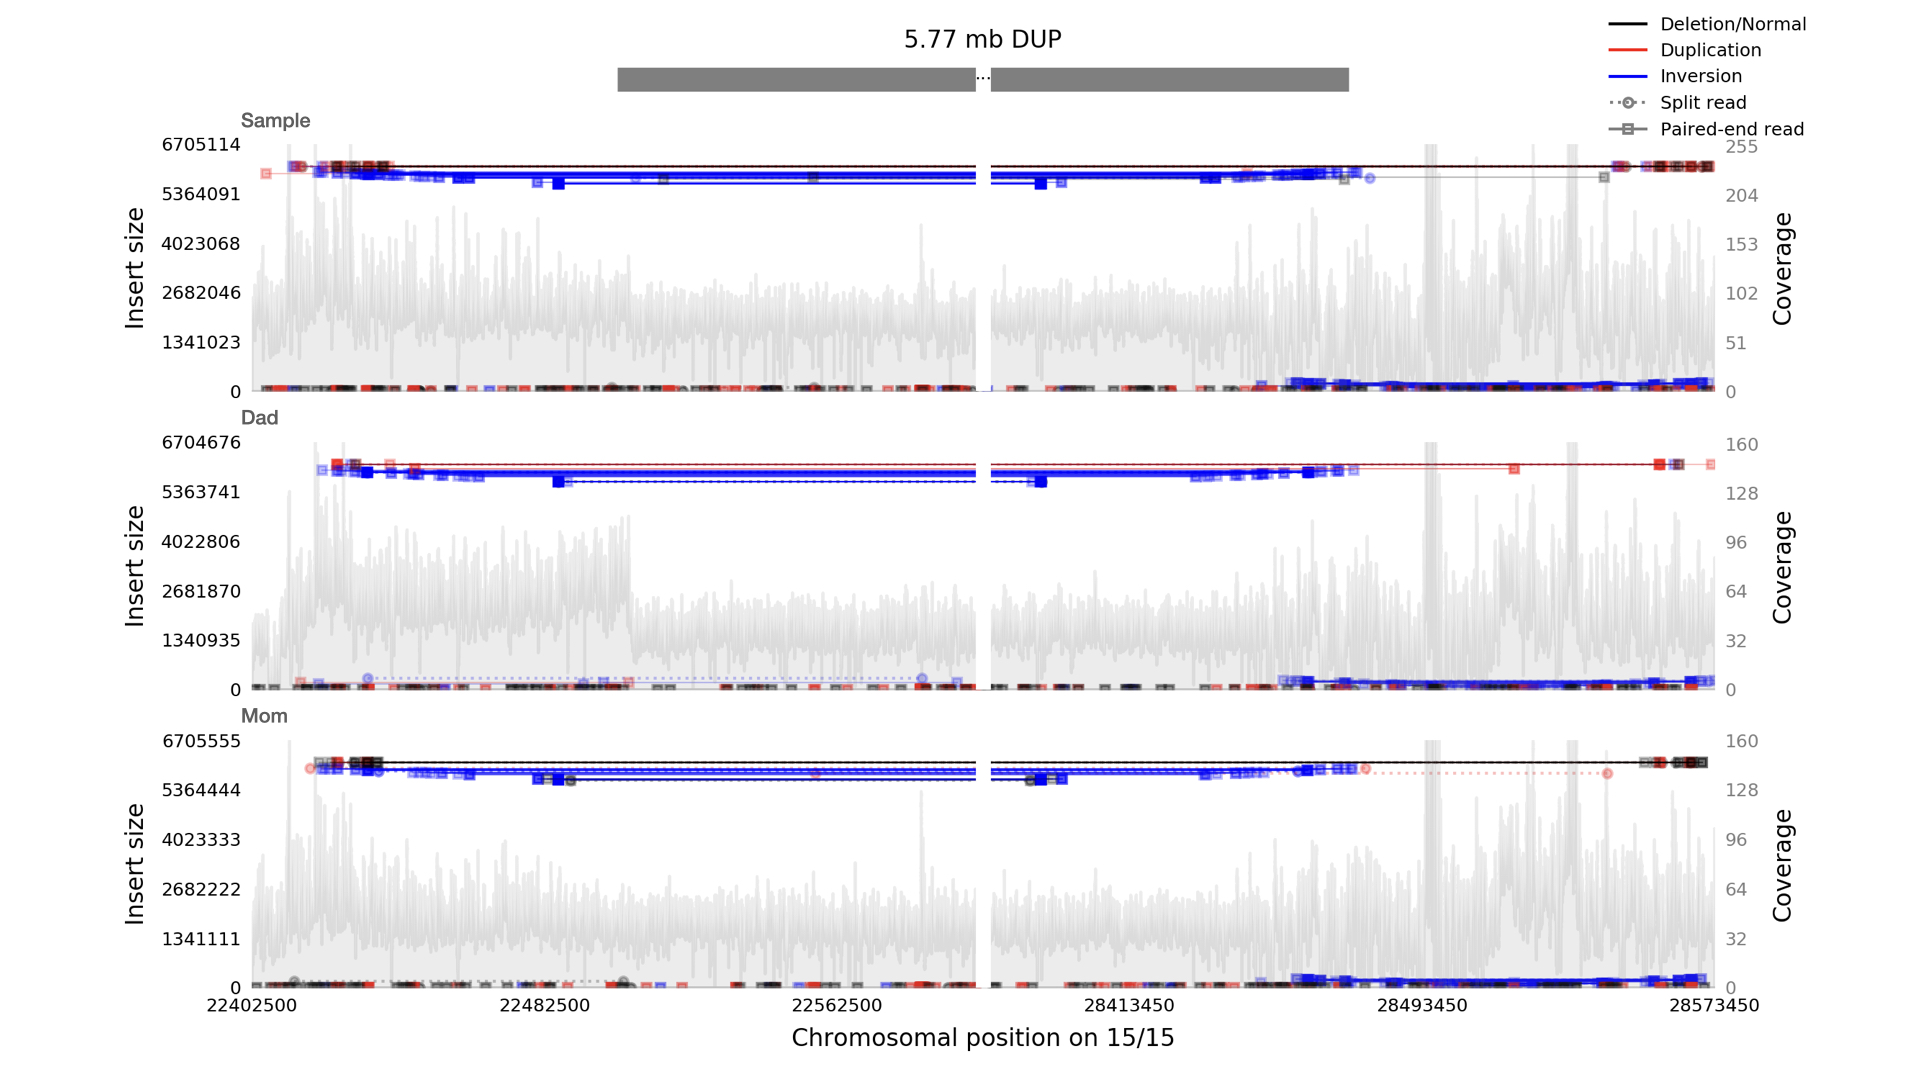 5.77 mb DUP
...
Deletion/Normal
Duplication
Inversion
Split read
Paired-end read
Sample
6705114
5364091
4023068
2682046
1341023
0
Insert size
255
204
153
102
51
0
Coverage
Dad
6704676
5363741
4022806
2681870
1340935
0
Insert size
160
128
96
64
32
0
Coverage
Mom
6705555
5364444
4023333
2682222
1341111
0
Insert size
160
128
96
64
32
0
Coverage
22402500 22482500 22562500 28413450 28493450 28573450
Chromosomal position on 15/15